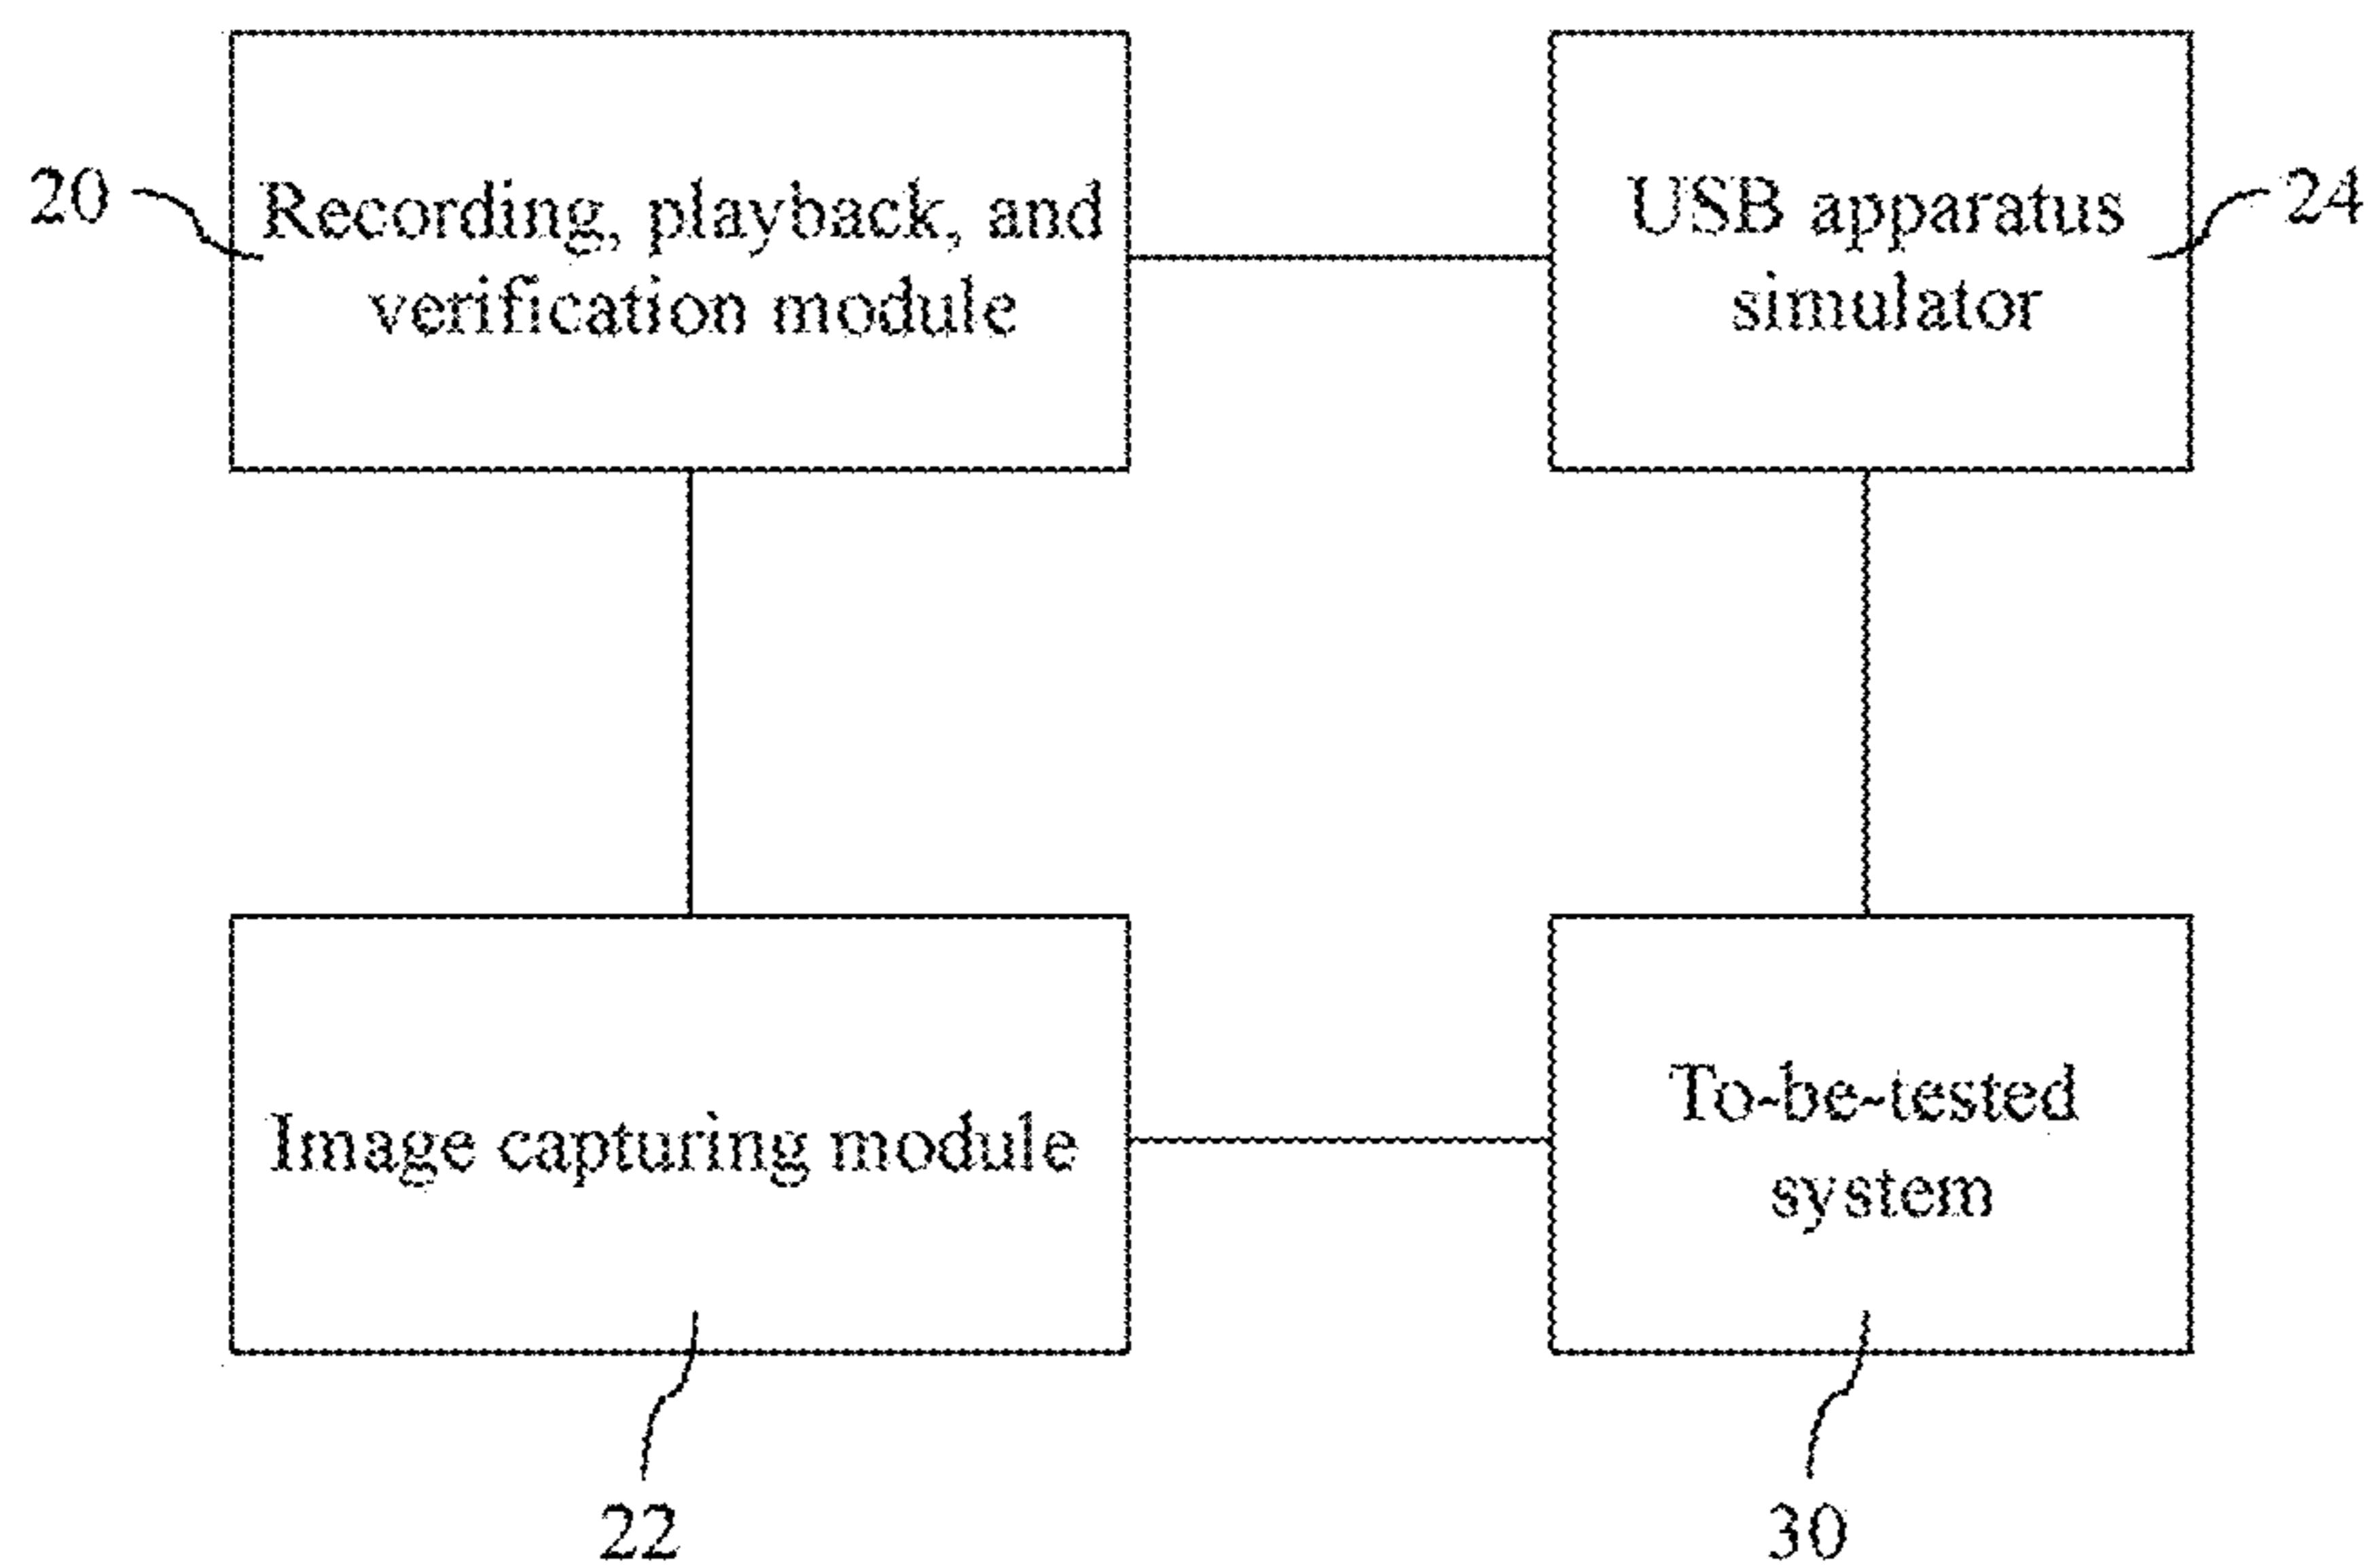 20
Recording, playback, and
verification module
USB apparatus
simulator
24
Image capturing module
To-be-tested
system
22
30